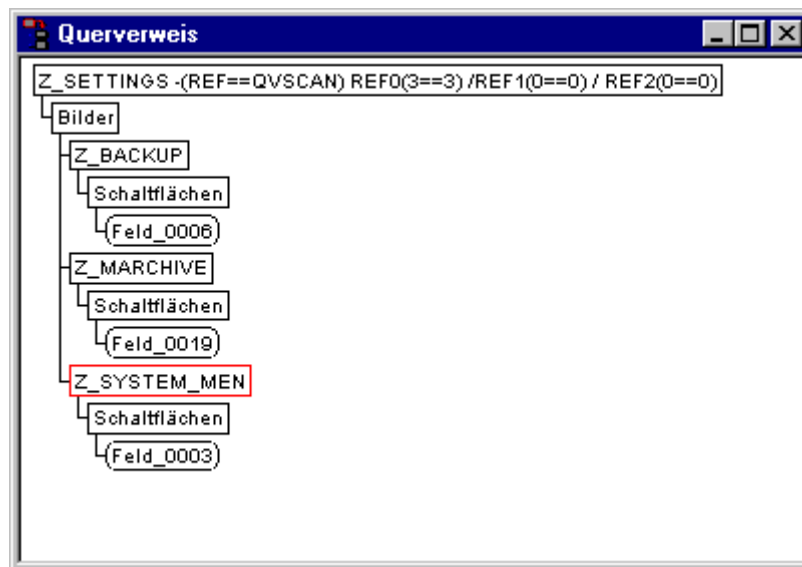 Querverweis
Z_SETTINGS -(REF==QVSCAN) REF0(3==3) /REF1(0==0) / REF2(0==0)
Bilder
Z_BACKUP
Schaltflächen
Feld_0006
Z_MARCHIVE
Schaltflächen
Feld_0019
Z_SYSTEM_MEN
Schaltflächen
Feld_0003